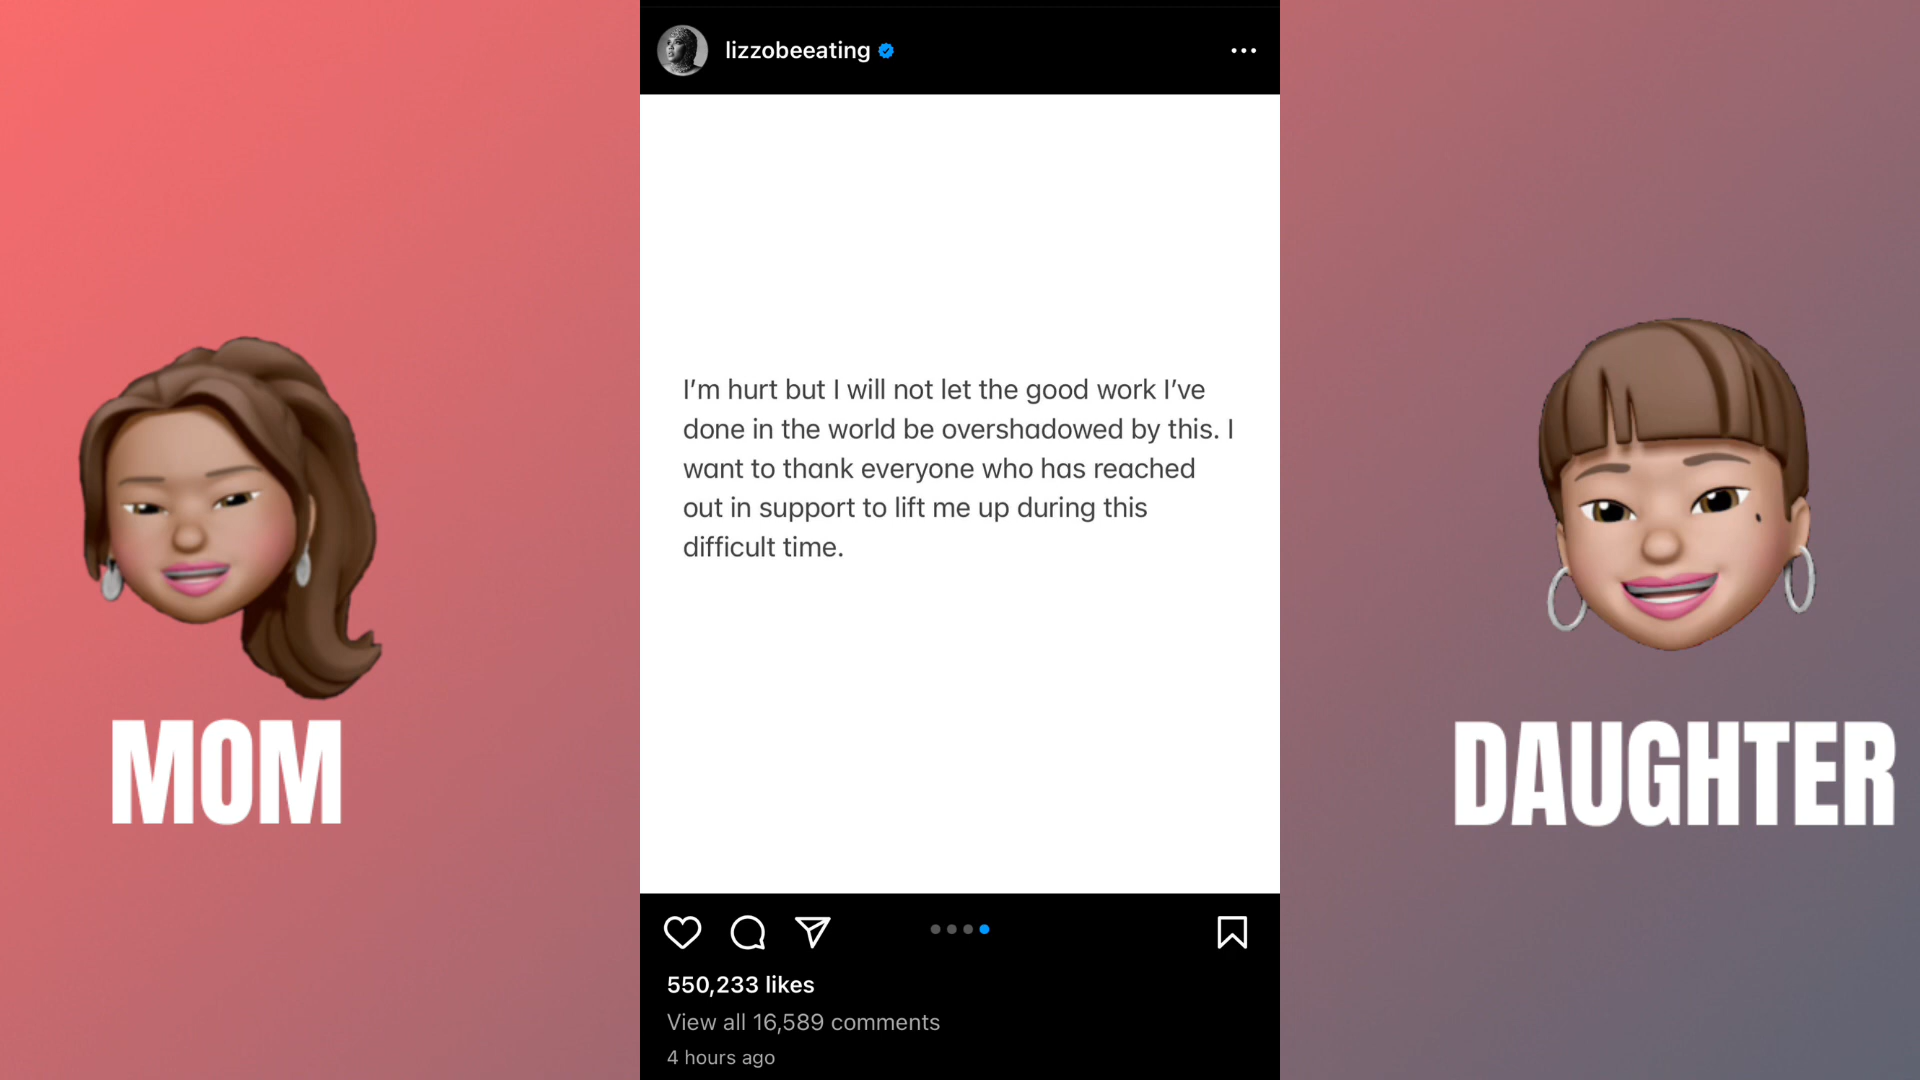 lizzobeeating
I’m hurt but I will not let the good work I’ve
done in the world be overshadowed by this. I
want to thank everyone who has reached
out in support to lift me up during this
difficult time.
MOM
DAUGHTER
550,233 likes
View all 16,589 comments
4 hours ago